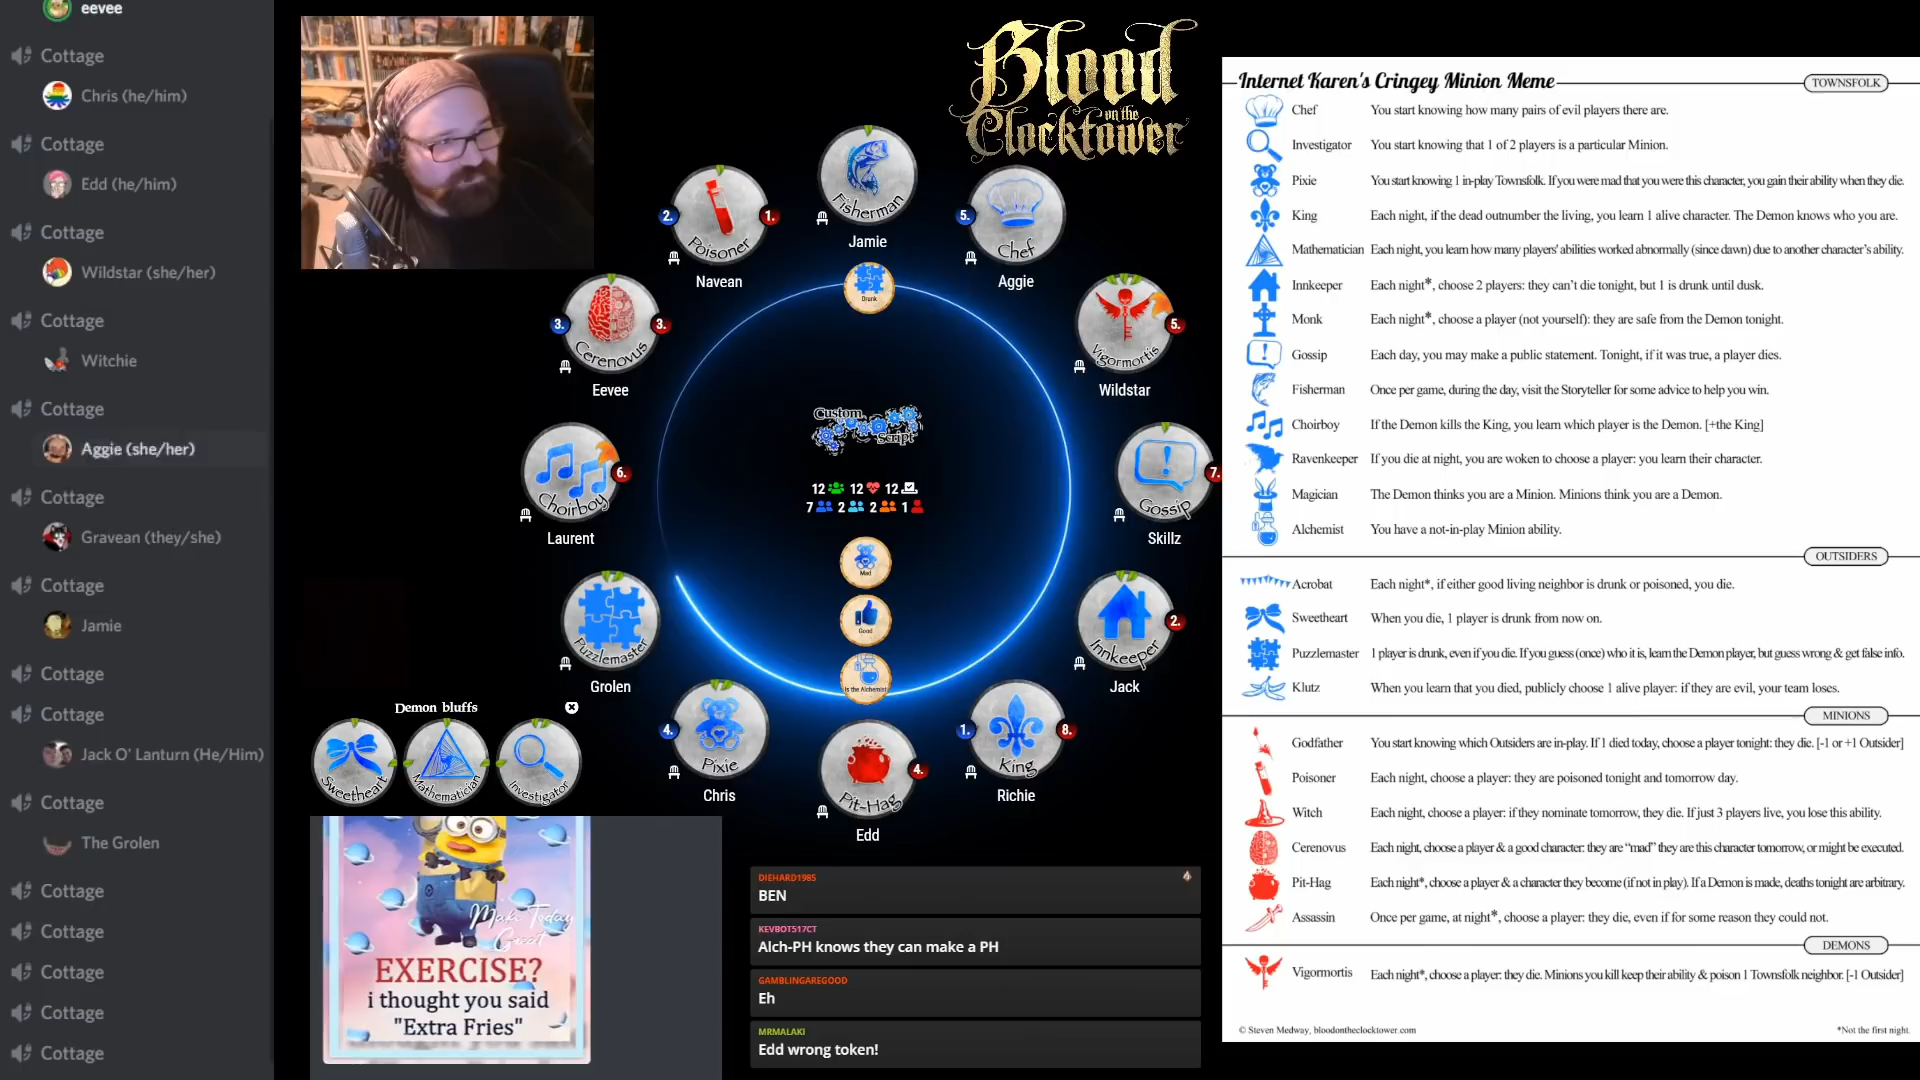 eevee
Cottage
Chris (he/him)
Cottage
Edd (he/him)
Cottage
Wildstar (she/her)
Cottage
Witchie
Cottage
Aggie (she/her)
Cottage
Gravean (they/she)
Cottage
Jamie
Cottage
Cottage
Jack O' Lanturn (He/Him)
Cottage
The Grolen
Cottage
Cottage
Cottage
Cottage
Cottage
Blood
on the
Clocktower
Fisherman
Jamie
5.
Chef
Aggie
Vigormortis
5.
Wildstar
Gossip
7.
Skillz
Innkeeper
2.
Jack
1.
King
8.
Richie
Pit-Hag
4.
Edd
4.
Pixie
Chris
Puzzlemaster
Grolen
Choirboy
6.
Laurent
3.
Cerenovus
3.
Eevee
2.
Poisoner
1.
Navean
Drunk
Custom
Script
12 12 12
7 2 2 1
Mad
Good
Is the Alchemist
Demon bluffs
Sweetheart
Mathematician
Investigator
Make Today
Great
EXERCISE?
i thought you said
"Extra Fries"
DIEHARD1985
BEN
KEVBOT517CT
Alch-PH knows they can make a PH
GAMBLINGAREGOOD
Eh
MRMALAKI
Edd wrong token!
Internet Karen's Cringey Minion Meme
TOWNSFOLK
Chef You start knowing how many pairs of evil players there are.
Investigator You start knowing that 1 of 2 players is a particular Minion.
Pixie You start knowing 1 in-play Townsfolk. If you were mad that you were this character, you gain their ability when they die.
King Each night, if the dead outnumber the living, you learn 1 alive character. The Demon knows who you are.
Mathematician Each night, you learn how many players' abilities worked abnormally (since dawn) due to another character's ability.
Innkeeper Each night*, choose 2 players: they can't die tonight, but 1 is drunk until dusk.
Monk Each night*, choose a player (not yourself): they are safe from the Demon tonight.
Gossip Each day, you may make a public statement. Tonight, if it was true, a player dies.
Fisherman Once per game, during the day, visit the Storyteller for some advice to help you win.
Choirboy If the Demon kills the King, you learn which player is the Demon. [+the King]
Ravenkeeper If you die at night, you are woken to choose a player: you learn their character.
Magician The Demon thinks you are a Minion. Minions think you are a Demon.
Alchemist You have a not-in-play Minion ability.
OUTSIDERS
Acrobat Each night*, if either good living neighbor is drunk or poisoned, you die.
Sweetheart When you die, 1 player is drunk from now on.
Puzzlemaster 1 player is drunk, even if you die. If you guess (once) who it is, learn the Demon player, but guess wrong & get false info.
Klutz When you learn that you died, publicly choose 1 alive player: if they are evil, your team loses.
MINIONS
Godfather You start knowing which Outsiders are in-play. If 1 died today, choose a player tonight: they die. [-1 or +1 Outsider]
Poisoner Each night, choose a player: they are poisoned tonight and tomorrow day.
Witch Each night, choose a player: if they nominate tomorrow, they die. If just 3 players live, you lose this ability.
Cerenovus Each night, choose a player & a good character: they are "mad" they are this character tomorrow, or might be executed.
Pit-Hag Each night*, choose a player & a character they become (if not in play). If a Demon is made, deaths tonight are arbitrary.
Assassin Once per game, at night*, choose a player: they die, even if for some reason they could not.
DEMONS
Vigormortis Each night*, choose a player: they die. Minions you kill keep their ability & poison 1 Townsfolk neighbor. [-1 Outsider]
© Steven Medway, bloodontheclocktower.com *Not the first night.